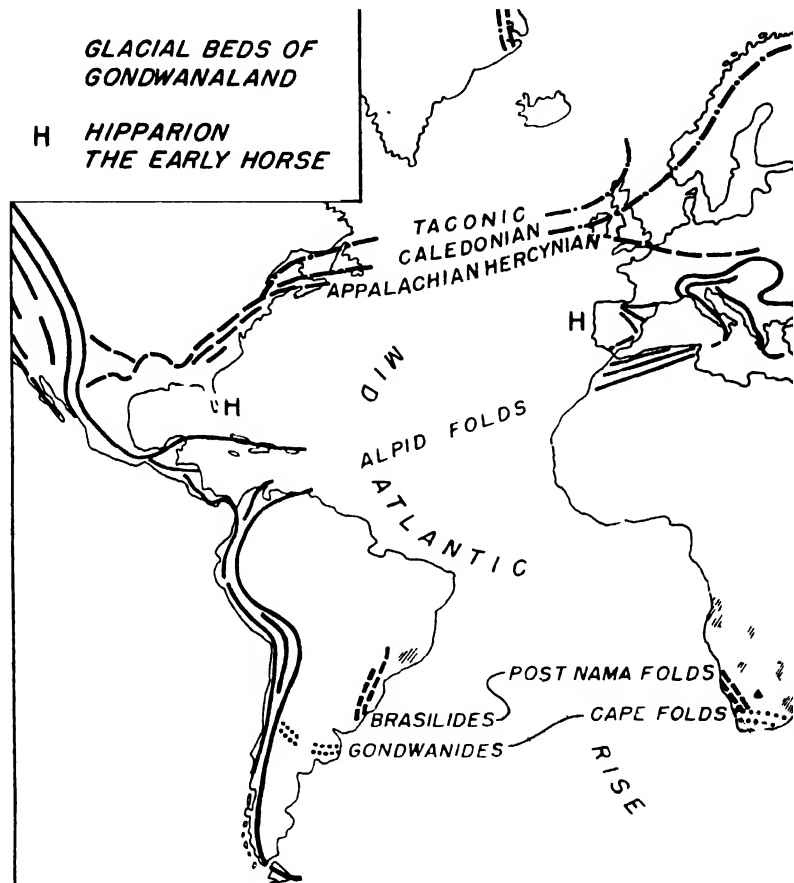 GLACIAL BEDS OF
GONDWANALAND
H HIPPARION
THE EARLY HORSE
TACONIC
CALEDONIAN
APPALACHIAN HERCYNIAN
H
MID
H
ALPID FOLDS
ATLANTIC
POST NAMA FOLDS
BRASILIDES
CAPE FOLDS
GONDWANIDES
RISE